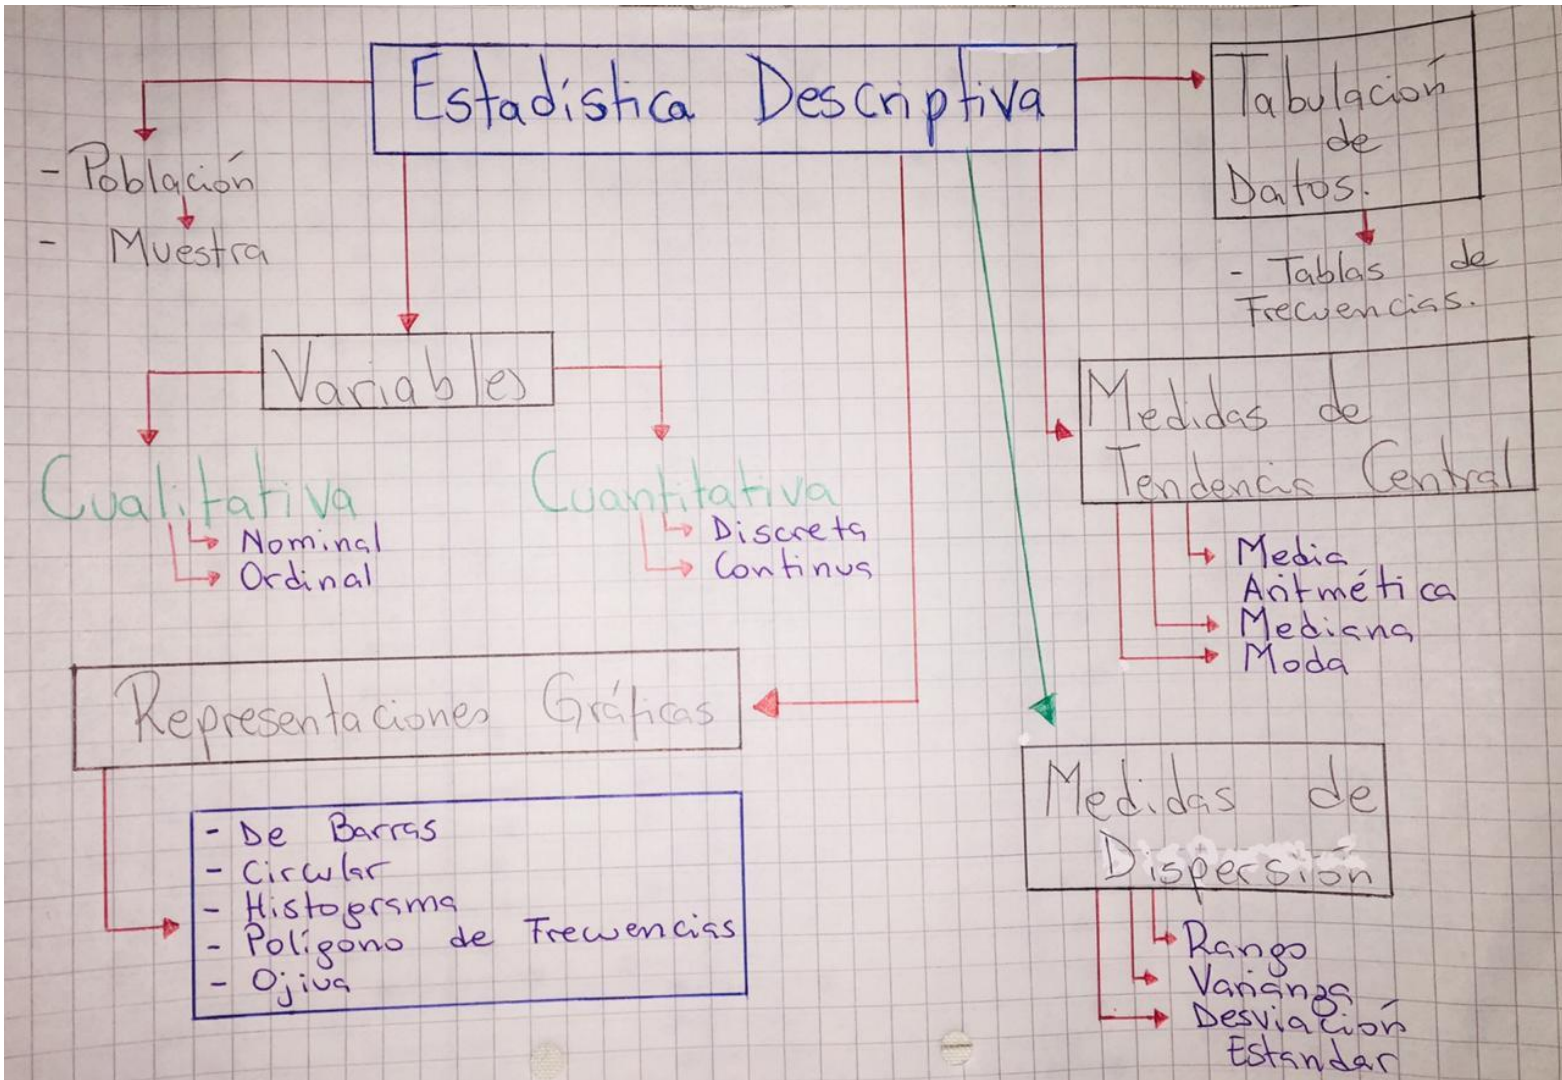 Estadística Descriptiva
- Población
- Muestra
Tabulación
de
Datos.
- Tablas de
Frecuencias.
Variables
Cualitativa
Nominal
Ordinal
Cuantitativa
Discreta
Continua
Medidas de
Tendencia Central
Media
Aritmética
Mediana
Moda
Representaciones Gráficas
- De Barras
- Circular
- Histograma
- Polígono de Frecuencias
- Ojiva
Medidas de
Dispersión
Rango
Varianza
Desviación
Estandar